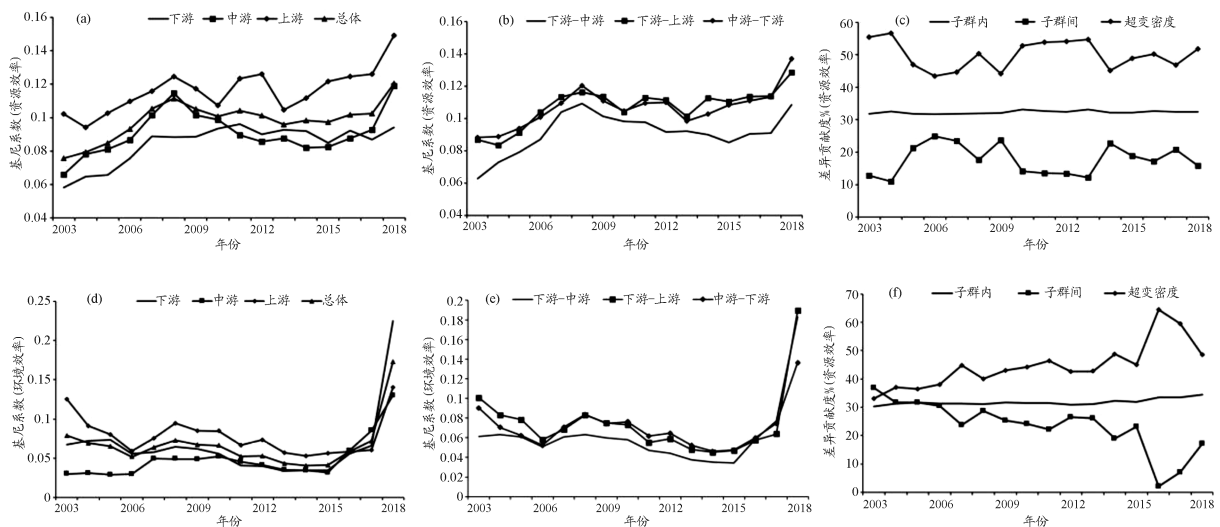 (a)
下游 中游 上游 总体
基尼系数(资源效率)
0.16
0.14
0.12
0.1
0.08
0.06
0.04
2003 2006 2009 2012 2015 2018
年份
(b)
下游-中游 下游-上游 中游-下游
基尼系数(资源效率)
0.16
0.14
0.12
0.1
0.08
0.06
0.04
2003 2006 2009 2012 2015 2018
年份
(c)
子群内 子群间 超变密度
差异贡献度%(资源效率)
60
50
40
30
20
10
0
2003 2006 2009 2012 2015 2018
年份
(d)
下游 中游 上游 总体
基尼系数(环境效率)
0.25
0.2
0.15
0.1
0.05
0
2003 2006 2009 2012 2015 2018
年份
(e)
下游-中游 下游-上游 中游-下游
基尼系数(环境效率)
0.2
0.18
0.16
0.14
0.12
0.1
0.08
0.06
0.04
0.02
0
2003 2006 2009 2012 2015 2018
年份
(f)
子群内 子群间 超变密度
差异贡献度%(资源效率)
70
60
50
40
30
20
10
0
2003 2006 2009 2012 2015 2018
年份